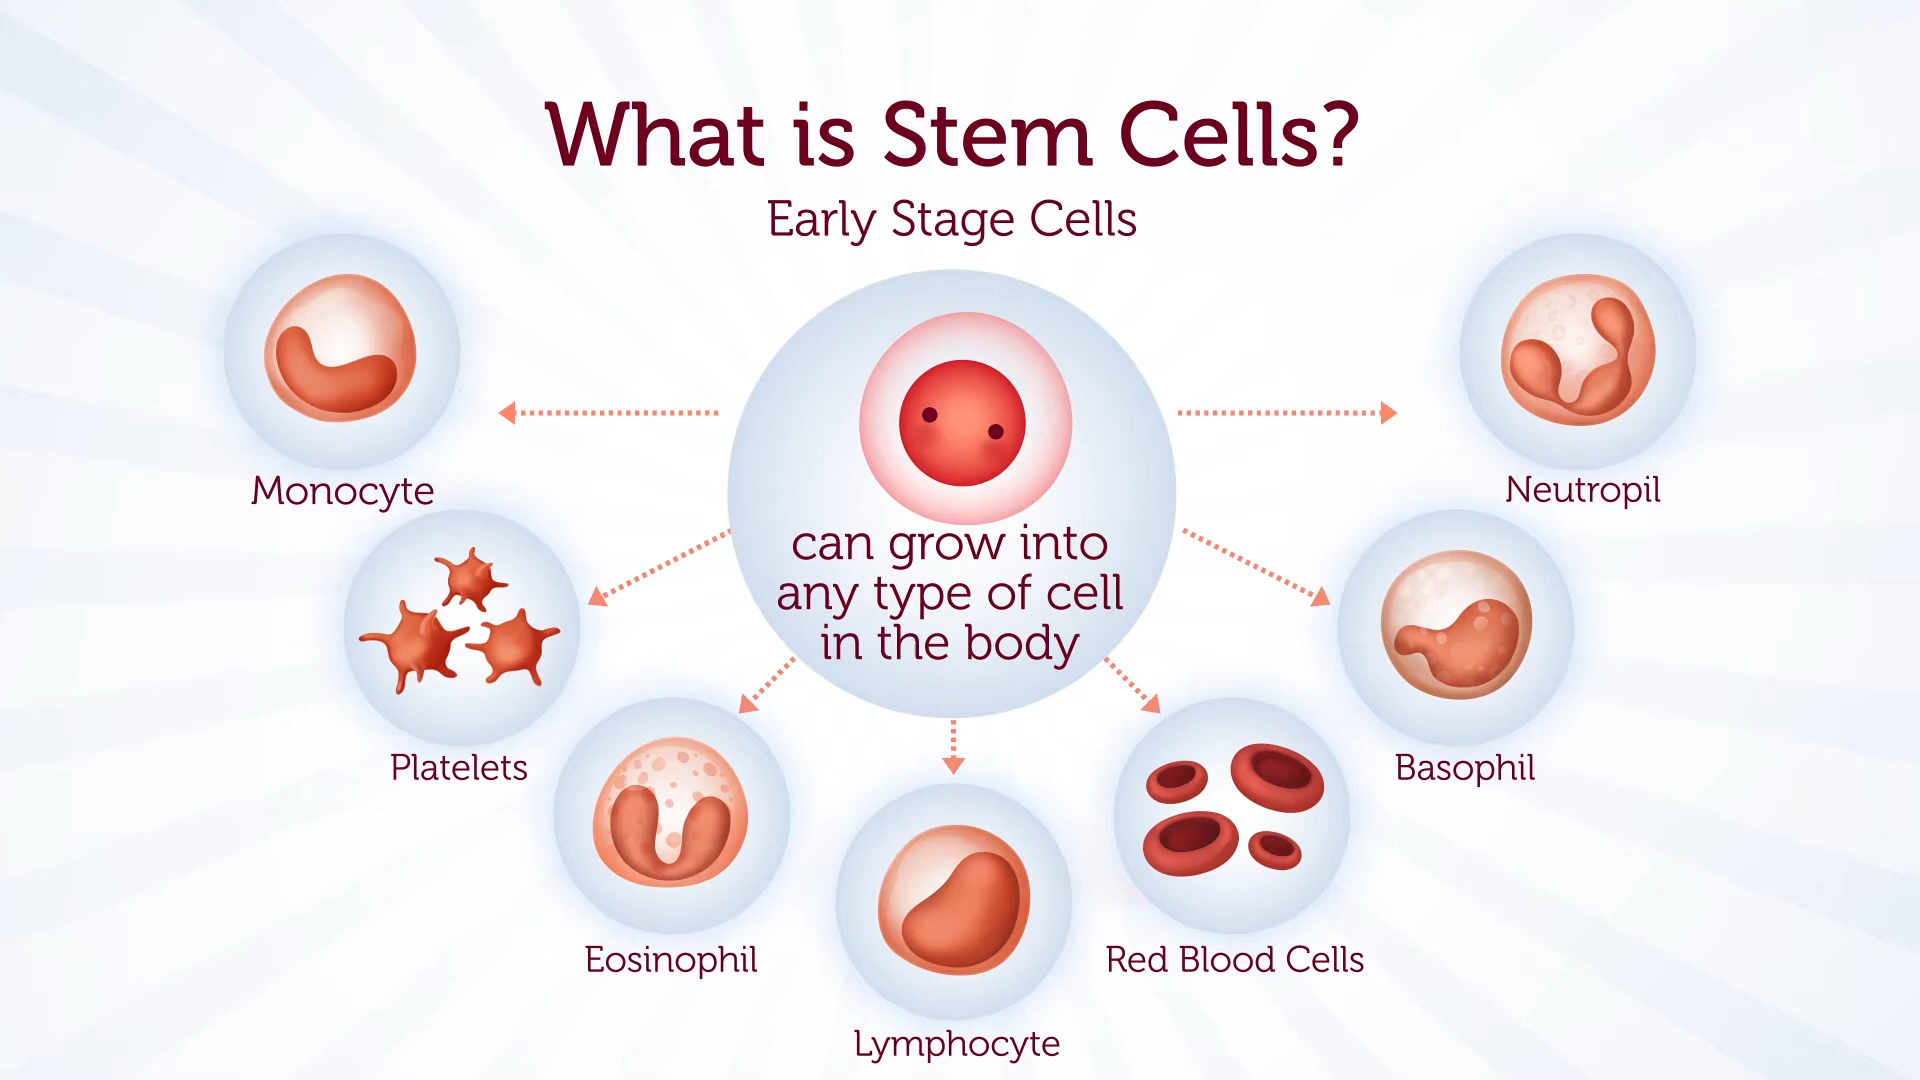 What is Stem Cells?
Early Stage Cells
can grow into
any type of cell
in the body
Monocyte
Neutropil
Platelets
Basophil
Eosinophil
Red Blood Cells
Lymphocyte